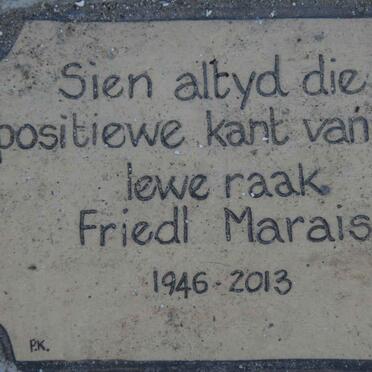 Sien altyd die
positiewe kant van
lewe raak
Friedl Marais
1946-2013
P.K.